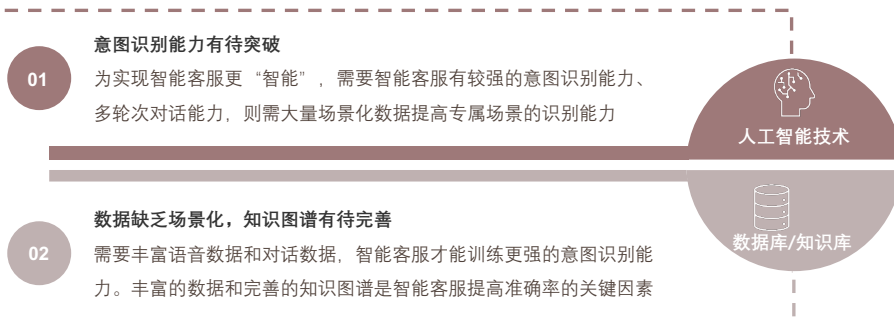 意图识别能力有待突破
01
为实现智能客服更“智能”，需要智能客服有较强的意图识别能力、
多轮次对话能力，则需大量场景化数据提高专属场景的识别能力
人工智能技术
数据缺乏场景化，知识图谱有待完善
02
需要丰富语音数据和对话数据，智能客服才能训练更强的意图识别能
力。丰富的数据和完善的知识图谱是智能客服提高准确率的关键因素
数据库/知识库